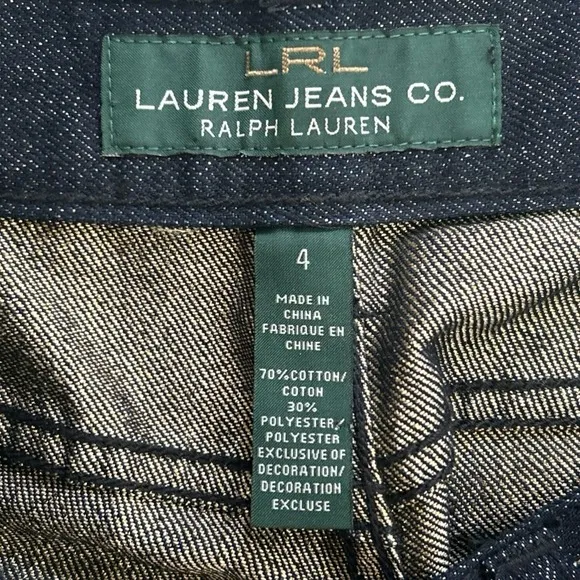 LRL
LAUREN JEANS CO.
RALPH LAUREN
4
MADE IN
CHINA
FABRIQUE EN
CHINE
70%COTTON/
COTON
30%
POLYESTER/
POLYESTER
EXCLUSIVE OF
DECORATION/
DECORATION
EXCLUSE